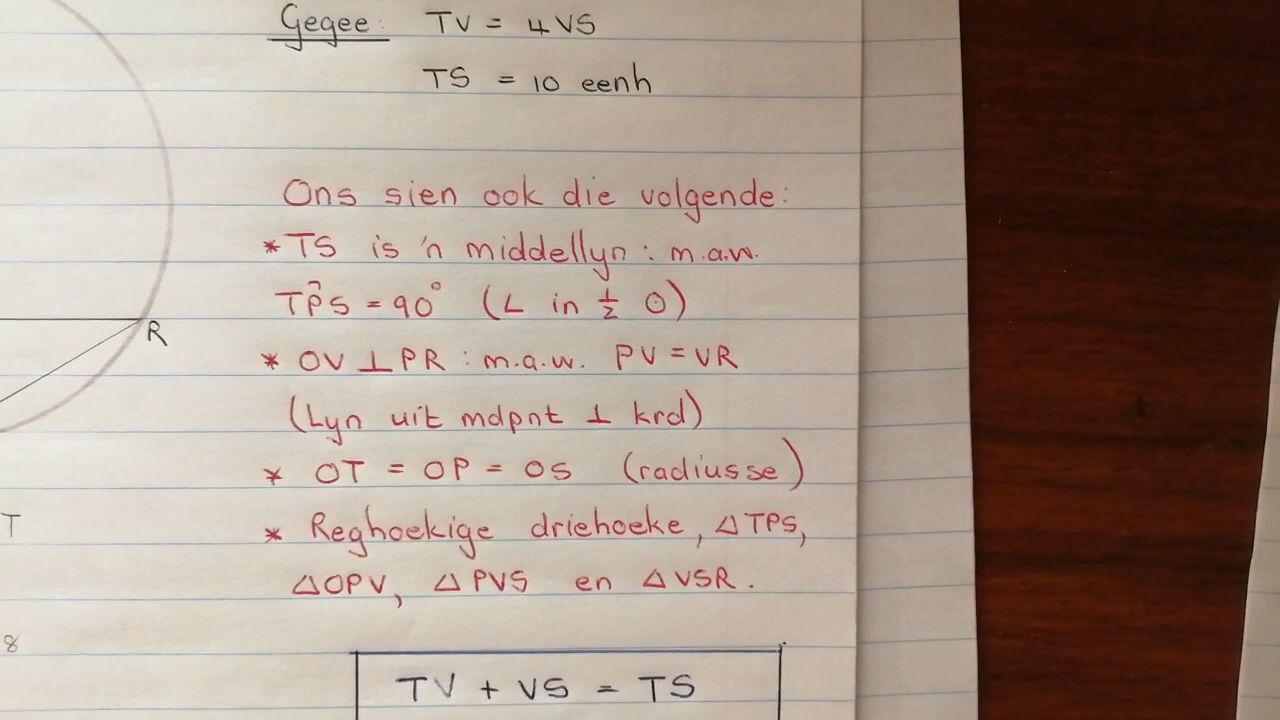 Gegee: TV = 4VS
TS = 10 eenh
Ons sien ook die volgende:
* TS is 'n middellyn : m.a.w.
TP̂S = 90° (∠ in ½ ⊙)
R
* OV ⊥ PR : m.a.w. PV = VR
(Lyn uit mdpnt ⊥ krd)
* OT = OP = OS (radiusse)
T
* Reghoekige driehoeke, △TPS,
△OPV, △PVS en △VSR.
8
TV + VS = TS